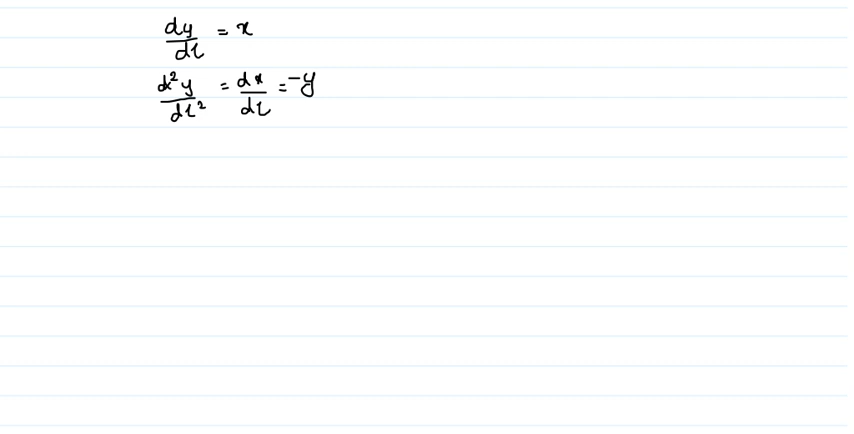 dy/dt = x
d²y/dt² = dx/dt = -y